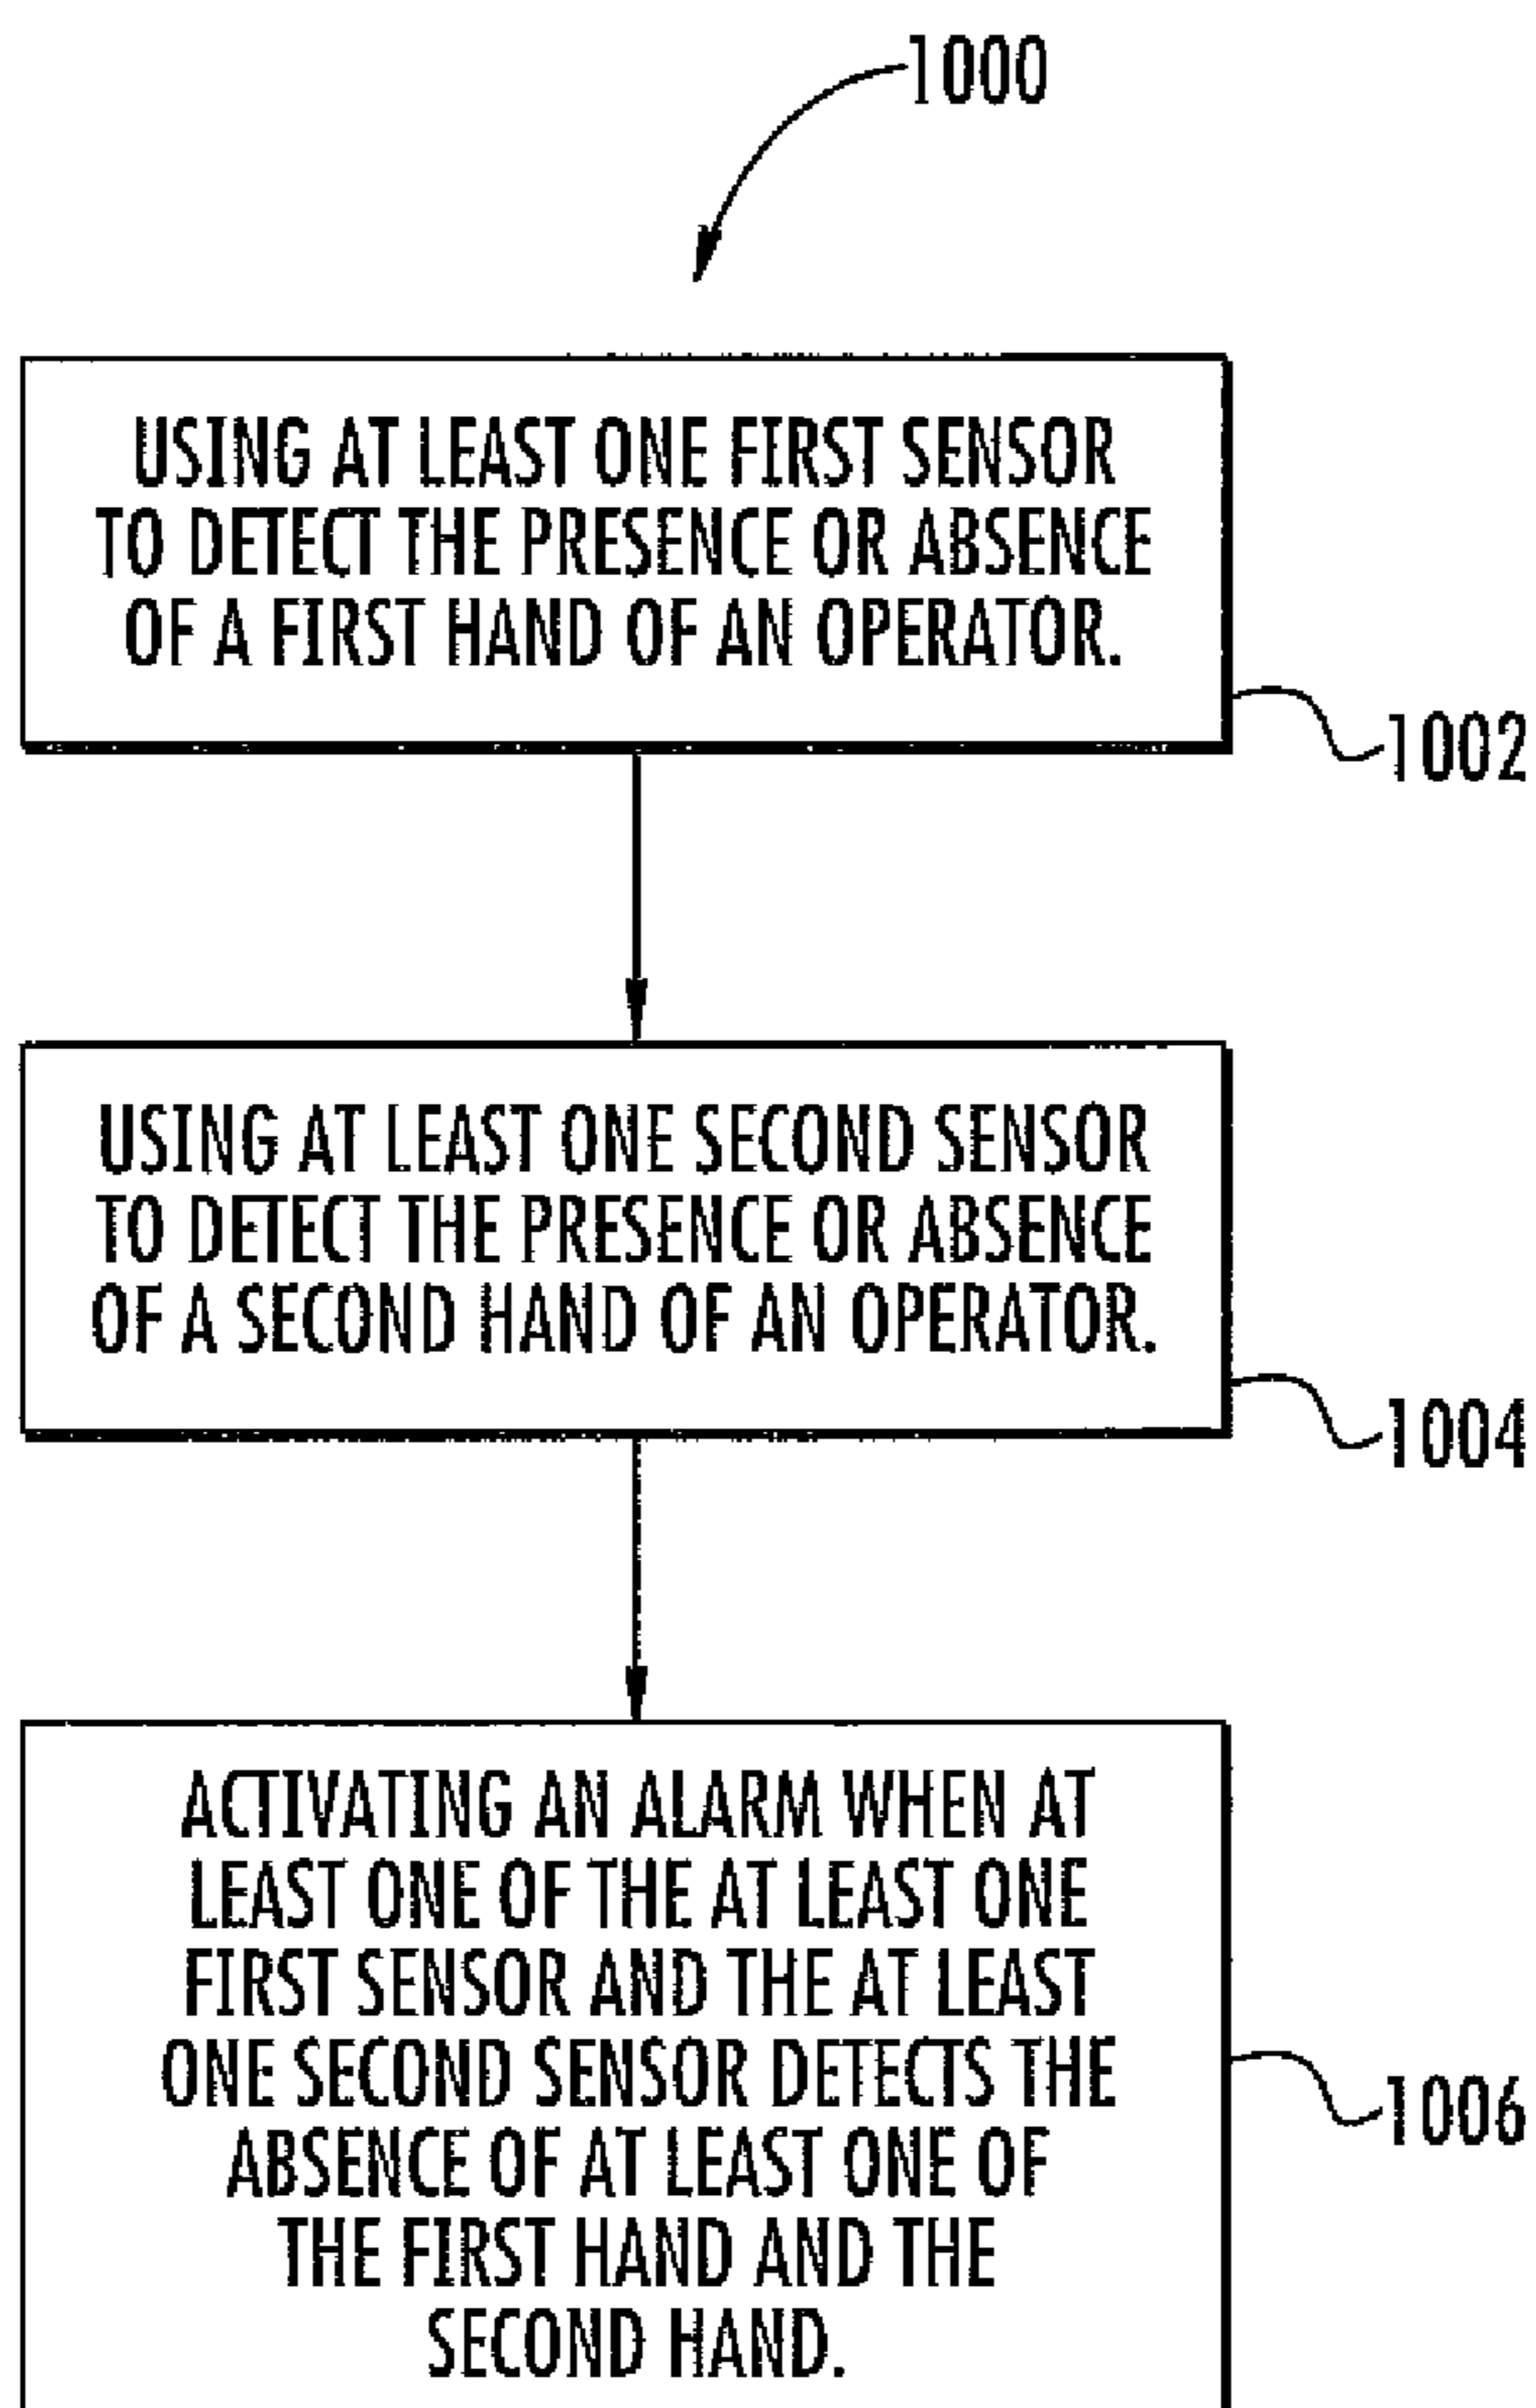 1000
USING AT LEAST ONE FIRST SENSOR
TO DETECT THE PRESENCE OR ABSENCE
OF A FIRST HAND OF AN OPERATOR.
1002
USING AT LEAST ONE SECOND SENSOR
TO DETECT THE PRESENCE OR ABSENCE
OF A SECOND HAND OF AN OPERATOR.
1004
ACTIVATING AN ALARM WHEN AT
LEAST ONE OF THE AT LEAST ONE
FIRST SENSOR AND THE AT LEAST
ONE SECOND SENSOR DETECTS THE
ABSENCE OF AT LEAST ONE OF
THE FIRST HAND AND THE
SECOND HAND.
1006